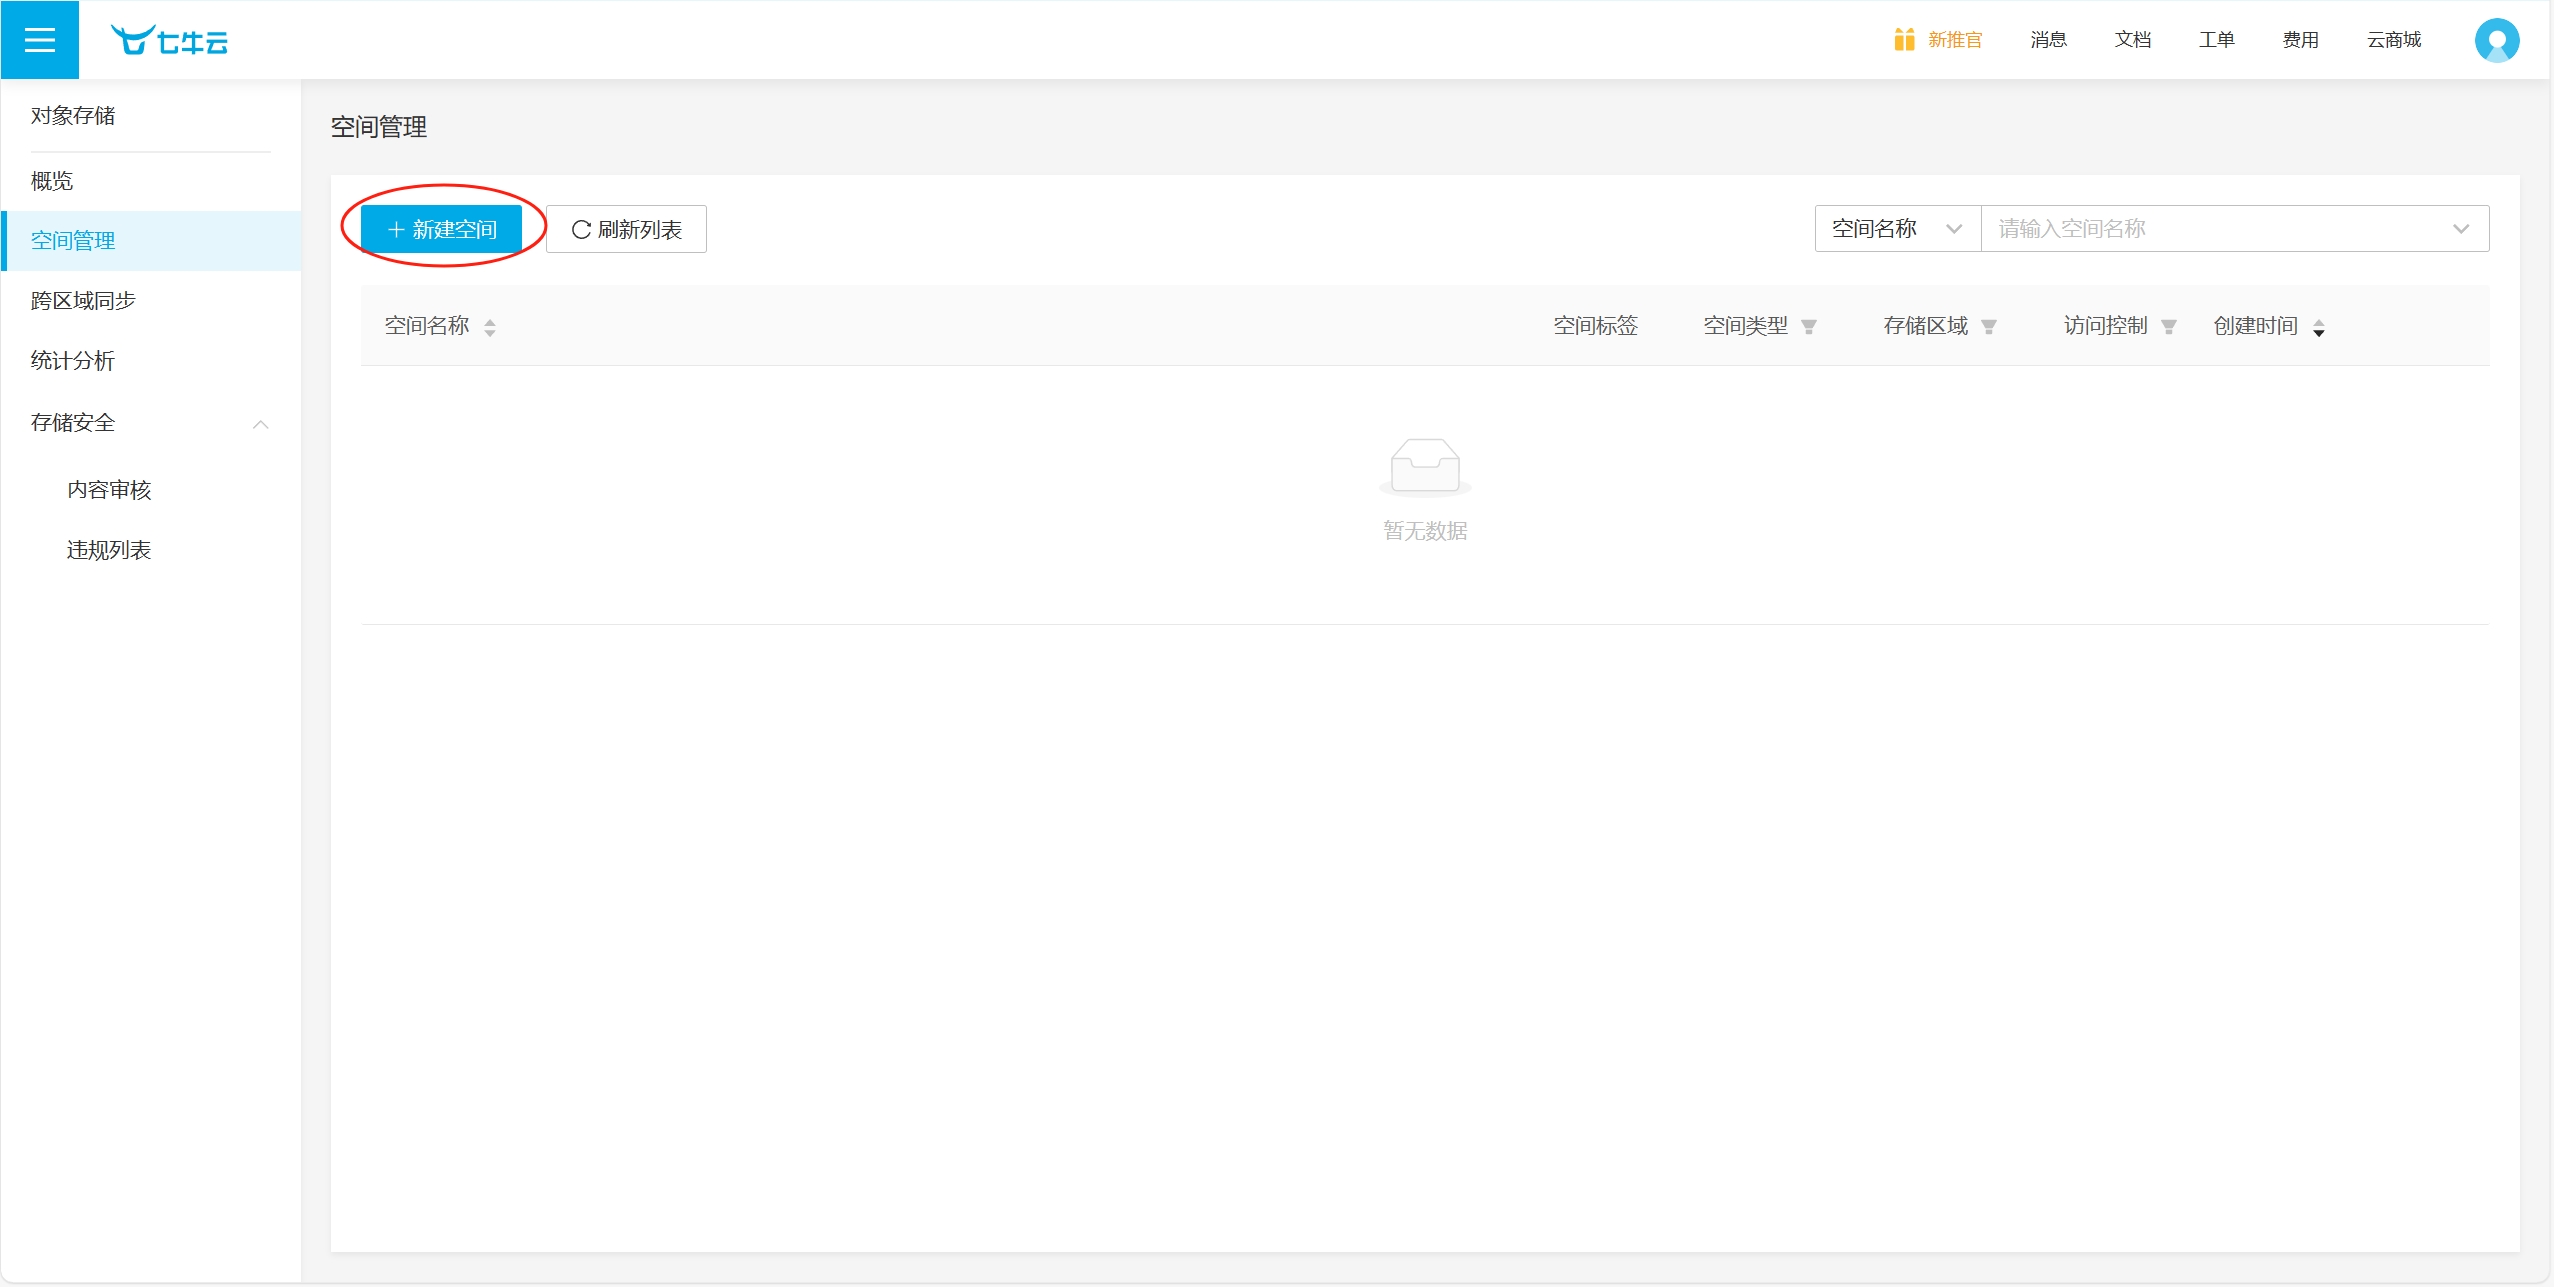 七牛云
新推官 消息 文档 工单 费用 云商城
对象存储
概览
空间管理
跨区域同步
统计分析
存储安全
内容审核
违规列表
空间管理
新建空间 刷新列表 空间名称 请输入空间名称
空间名称 空间标签 空间类型 存储区域 访问控制 创建时间
暂无数据